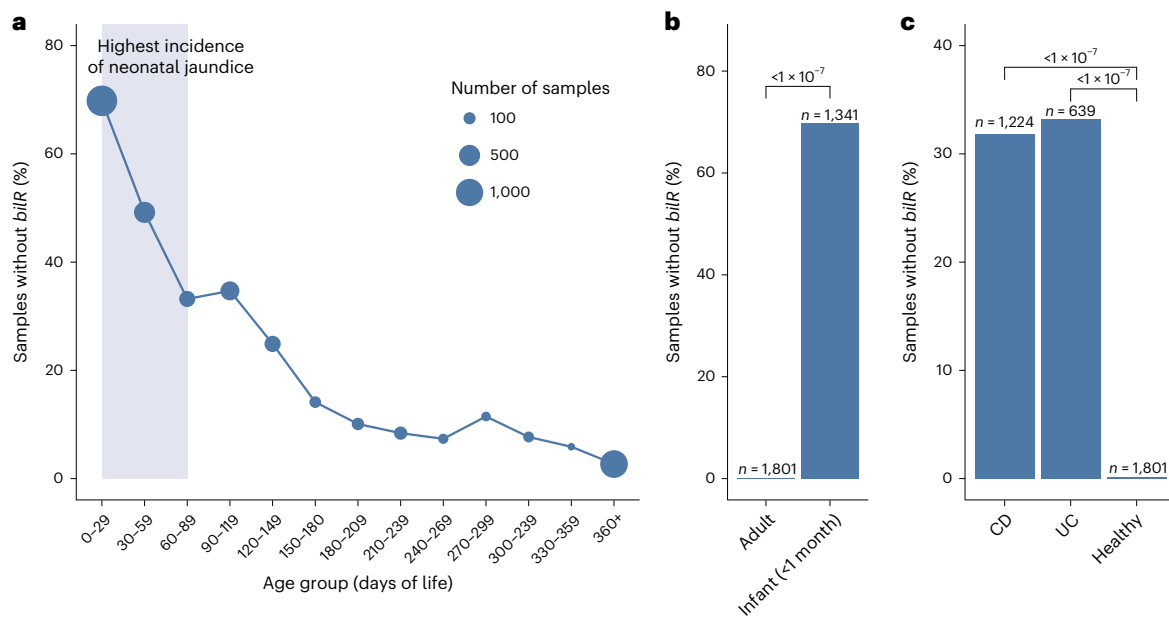 a
Highest incidence
of neonatal jaundice
Number of samples
100
500
1,000
80
60
40
20
0
Samples without bilR (%)
0–29
30–59
60–89
90–119
120–149
150–180
180–209
210–239
240–269
270–299
300–239
330–359
360+
Age group (days of life)
b
<1 × 10⁻⁷
n = 1,341
n = 1,801
80
60
40
20
0
Samples without bilR (%)
Adult
Infant (<1 month)
c
<1 × 10⁻⁷
<1 × 10⁻⁷
n = 1,224
n = 639
n = 1,801
40
30
20
10
0
Samples without bilR (%)
CD
UC
Healthy